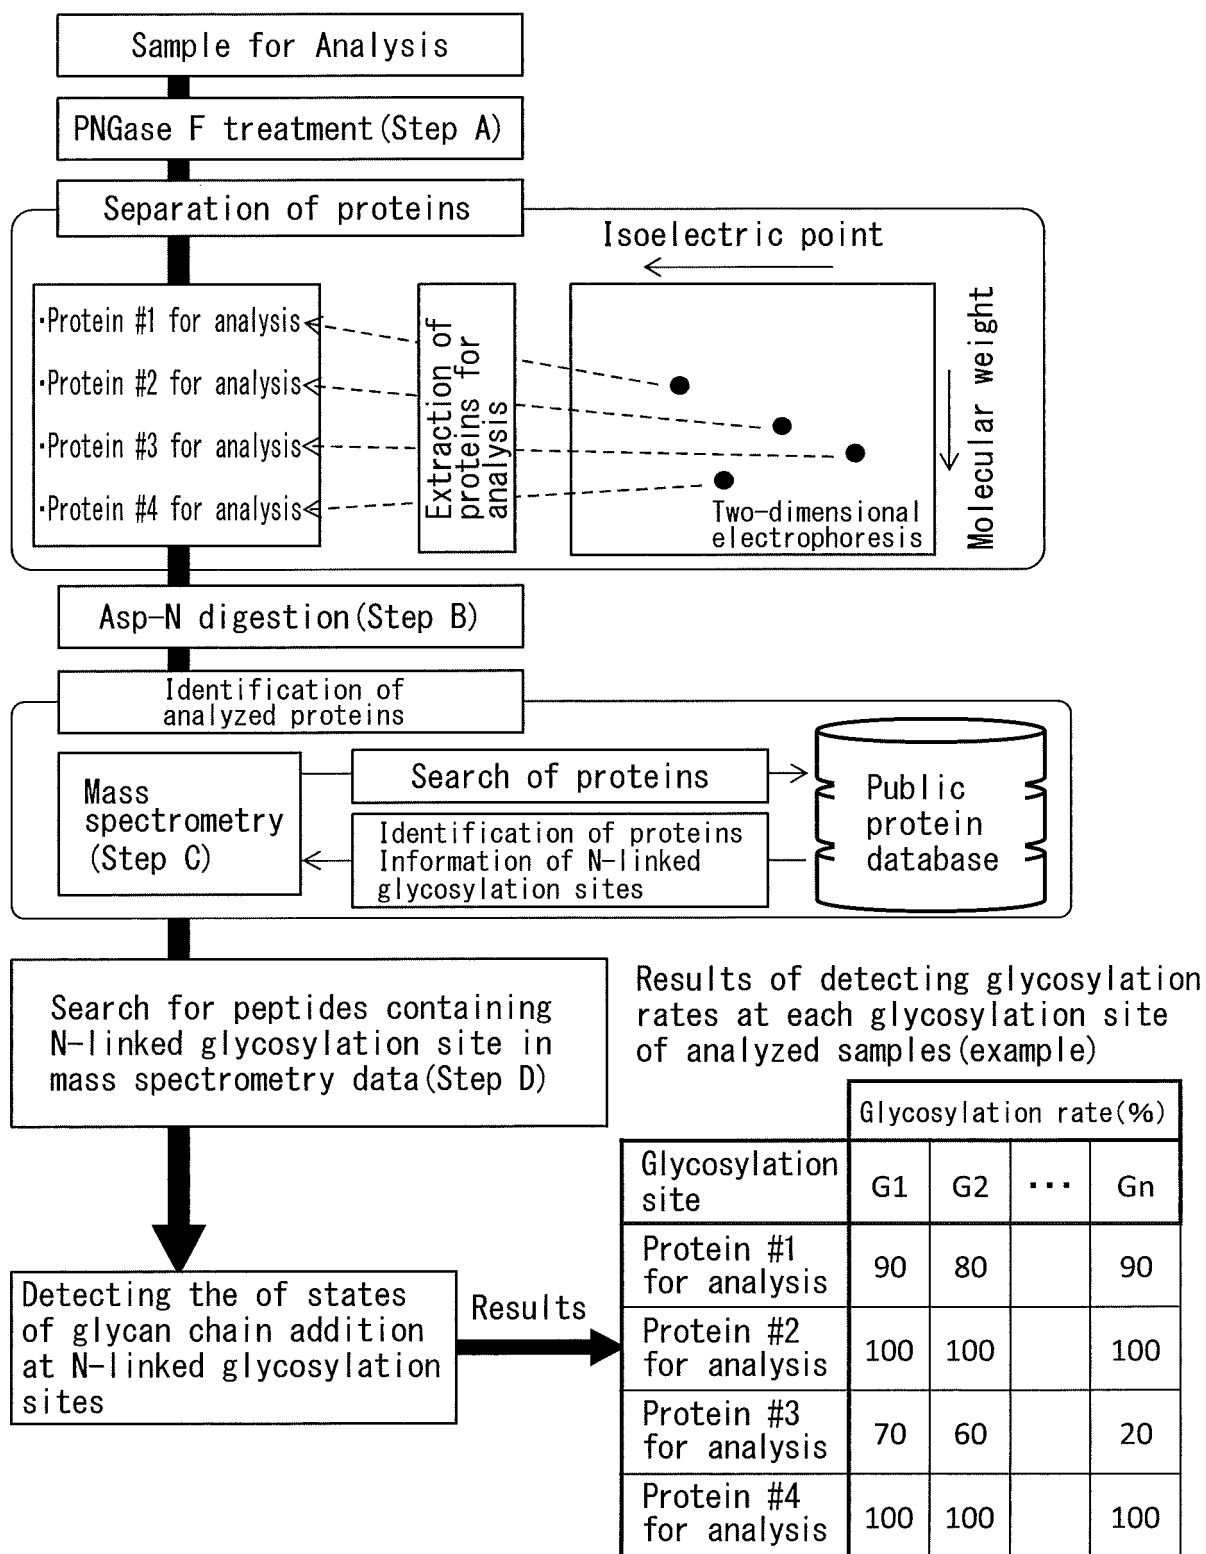 Sample for Analysis
PNGase F treatment(Step A)
Separation of proteins
Isoelectric point
·Protein #1 for analysis
·Protein #2 for analysis
·Protein #3 for analysis
·Protein #4 for analysis
Extraction of
proteins for
analysis
Two-dimensional
electrophoresis
Molecular weight
Asp-N digestion(Step B)
Identification of
analyzed proteins
Mass
spectrometry
(Step C)
Search of proteins
Identification of proteins
Information of N-linked
glycosylation sites
Public
protein
database
Search for peptides containing
N-linked glycosylation site in
mass spectrometry data(Step D)
Detecting the of states
of glycan chain addition
at N-linked glycosylation
sites
Results
Results of detecting glycosylation
rates at each glycosylation site
of analyzed samples(example)
Glycosylation rate(%)
Glycosylation
site
G1 G2 ··· Gn
Protein #1
for analysis
90 80 90
Protein #2
for analysis
100 100 100
Protein #3
for analysis
70 60 20
Protein #4
for analysis
100 100 100